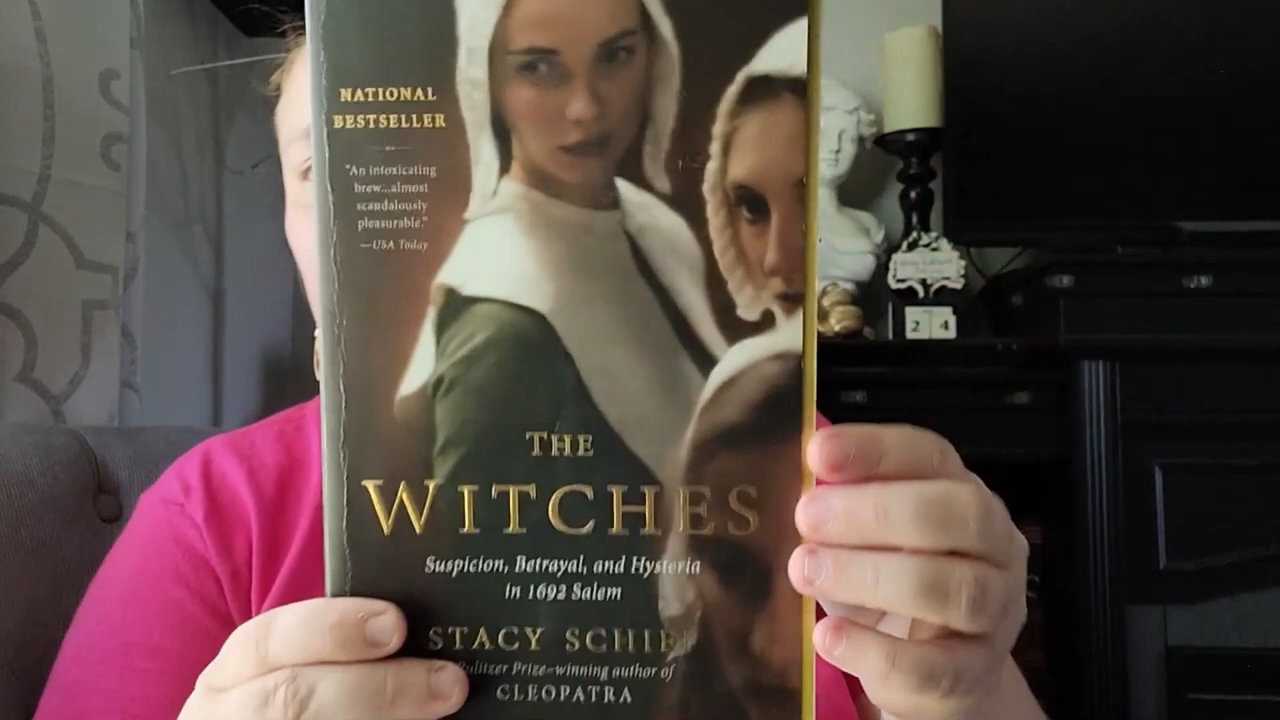 NATIONAL
BESTSELLER
"An intoxicating
brew...almost
scandalously
pleasurable."
—USA Today
THE
WITCHES
Suspicion, Betrayal, and Hysteria
in 1692 Salem
STACY SCHIF
Pulitzer Prize-winning author of
CLEOPATRA
2 4